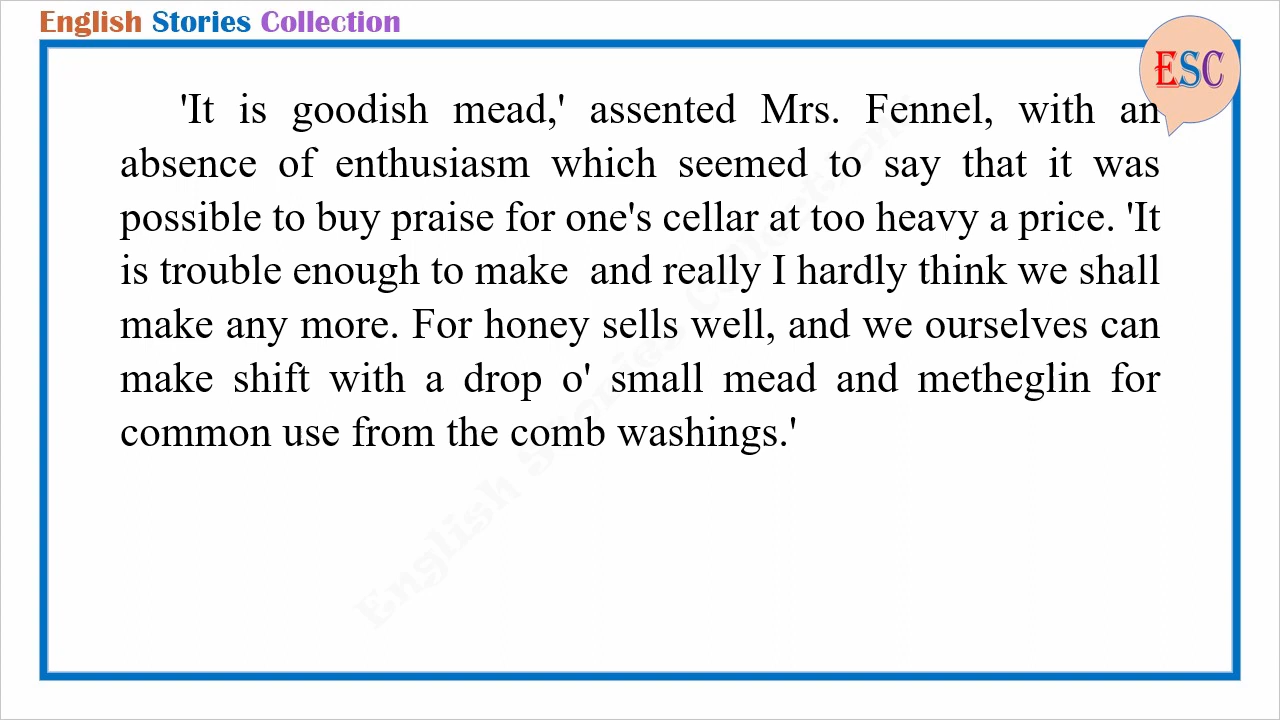 English Stories Collection
ESC
'It is goodish mead,' assented Mrs. Fennel, with an
absence of enthusiasm which seemed to say that it was
possible to buy praise for one's cellar at too heavy a price. 'It
is trouble enough to make  and really I hardly think we shall
make any more. For honey sells well, and we ourselves can
make shift with a drop o' small mead and metheglin for
common use from the comb washings.'
English Stories Collection